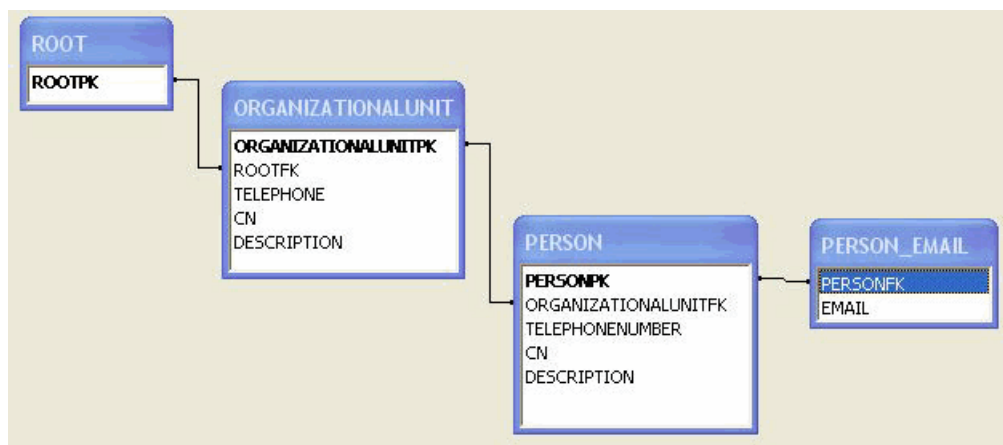 ROOT
ROOTPK
ORGANIZATIONALUNIT
ORGANIZATIONALUNITPK
ROOTFK
TELEPHONE
CN
DESCRIPTION
PERSON
PERSONPK
ORGANIZATIONALUNITFK
TELEPHONENUMBER
CN
DESCRIPTION
PERSON_EMAIL
PERSONFK
EMAIL